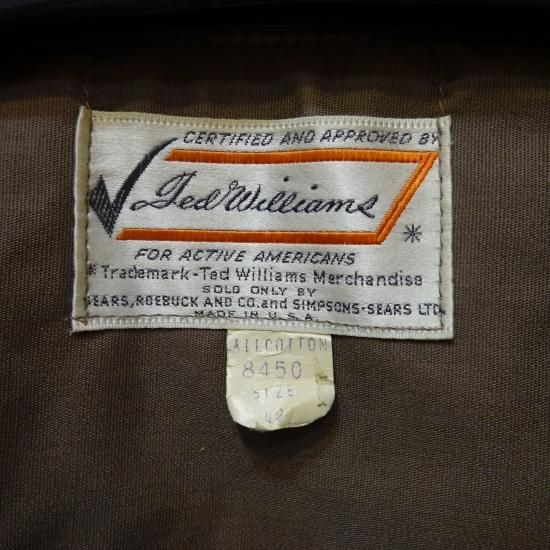 CERTIFIED AND APPROVED BY
Ted Williams
*
FOR ACTIVE AMERICANS
* Trademark-Ted Williams Merchandise
SOLD ONLY BY
SEARS, ROEBUCK AND CO. and SIMPSONS-SEARS LTD.
MADE IN U.S.A.
ALL COTTON
8450
SIZE
42